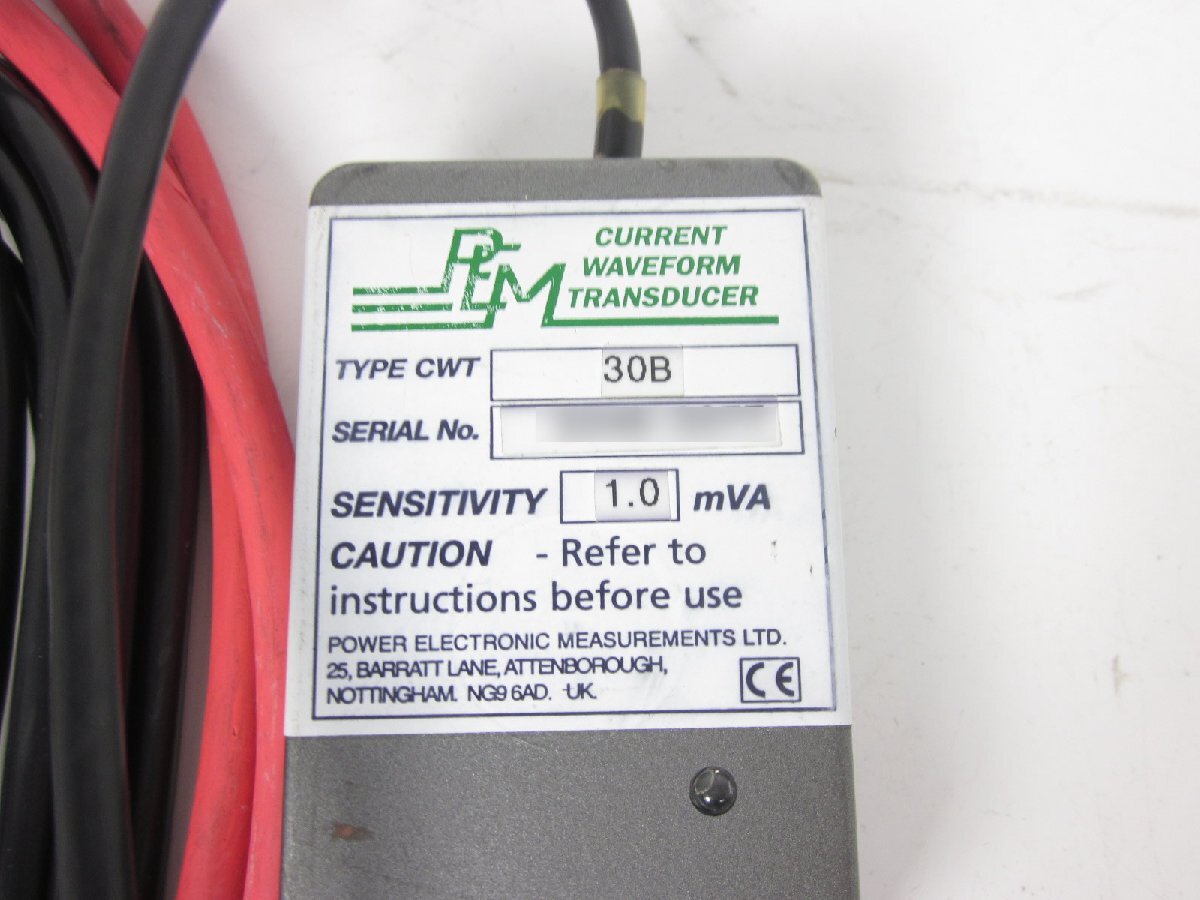 PEM
CURRENT
WAVEFORM
TRANSDUCER
TYPE CWT 30B
SERIAL No.
SENSITIVITY 1.0 mVA
CAUTION - Refer to
instructions before use
POWER ELECTRONIC MEASUREMENTS LTD.
25, BARRATT LANE, ATTENBOROUGH,
NOTTINGHAM. NG9 6AD. UK.
CE